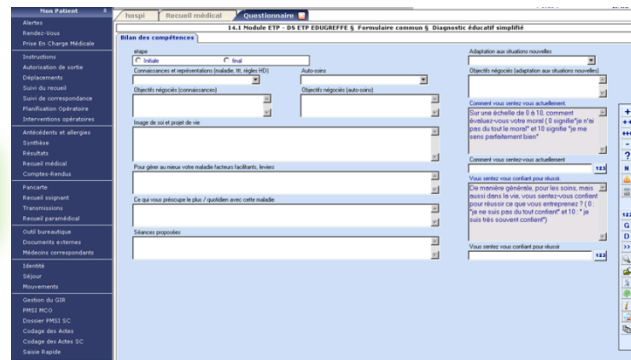 Mon Patient
Alertes
Rendez-Vous
Prise En Charge Médicale
Instructions
Autorisation de sortie
Déplacements
Suivi du recueil
Suivi de correspondance
Planification Opératoire
Interventions opératoires
Antécédents et allergies
Synthèse
Résultats
Recueil médical
Comptes-Rendus
Pancarte
Recueil soignant
Transmissions
Recueil paramédical
Outil bureautique
Documents externes
Médecins correspondants
Identité
Séjour
Mouvements
Gestion du GIR
PMSI MCO
Dossier PMSI SC
Codage des Actes
Codage des Actes SC
Saisie Rapide
hospi
Recueil médical
Questionnaire
14.1 Module ETP - DS ETP EDUGREFFE § Formulaire commun § Diagnostic éducatif simplifié
Bilan des compétences
étape
Initiale
final
Connaissances et représentations (maladie, ttt, règles HD)
Auto-soins
Objectifs négociés (connaissances)
Objectifs négociés (auto-soins)
Image de soi et projet de vie
Pour gérer au mieux votre maladie facteurs facilitants, leviers
Ce qui vous préoccupe le plus / quotidien avec cette maladie
Séances proposées
Adaptation aux situations nouvelles
Objectifs négociés (adaptation aux situations nouvelles)
Comment vous sentez vous actuellement.
Sur une échelle de 0 à 10, comment
évaluez-vous votre moral ( 0 signifie"je n'ai
pas du tout le moral" et 10 signifie "je me
sens parfaitement bien"
Comment vous sentez-vous actuellement
123
Vous sentez vous confiant pour réussir.
De manière générale, pour les soins, mais
aussi dans la vie, vous sentez-vous confiant
pour réussir ce que vous entreprenez ? ( 0 :
"je ne suis pas du tout confiant" et 10 : " je
suis très souvent confiant")
Vous sentez vous confiant pour réussir
123
+
++
+++
-
?
N
123
G
D
>>